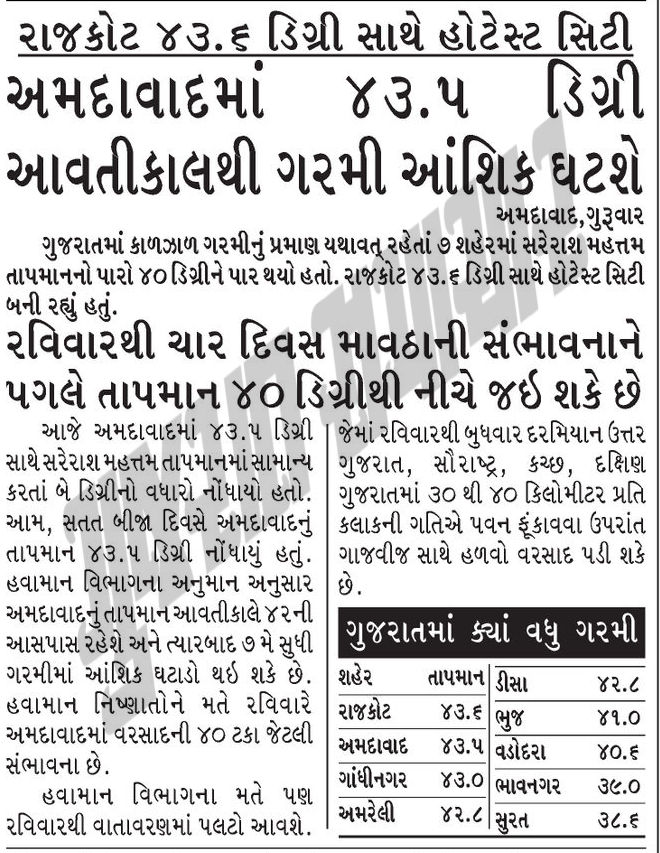 રાજકોટ ૪૩.૬ ડિગ્રી સાથે હોટેસ્ટ સિટી
અમદાવાદમાં ૪૩.૫ ડિગ્રી
આવતીકાલથી ગરમી આંશિક ઘટશે
અમદાવાદ,ગુરૂવાર
ગુજરાતમાં કાળઝાળ ગરમીનું પ્રમાણ યથાવત્ રહેતાં ૭ શહેરમાં સરેરાશ મહત્તમ
તાપમાનનો પારો ૪૦ ડિગ્રીને પાર થયો હતો. રાજકોટ ૪૩.૬ ડિગ્રી સાથે હોટેસ્ટ સિટી
બની રહ્યું હતું.
રવિવારથી ચાર દિવસ માવઠાની સંભાવનાને
પગલે તાપમાન ૪૦ ડિગ્રીથી નીચે જઇ શકે છે
આજે અમદાવાદમાં ૪૩.૫ ડિગ્રી
સાથે સરેરાશ મહત્તમ તાપમાનમાં સામાન્ય
કરતાં બે ડિગ્રીનો વધારો નોંધાયો હતો.
આમ, સતત બીજા દિવસે અમદાવાદનું
તાપમાન ૪૩.૫ ડિગ્રી નોંધાયું હતું.
હવામાન વિભાગના અનુમાન અનુસાર
અમદાવાદનું તાપમાન આવતીકાલે ૪૨ની
આસપાસ રહેશે અને ત્યારબાદ ૭ મે સુધી
ગરમીમાં આંશિક ઘટાડો થઇ શકે છે.
હવામાન નિષ્ણાતોને મતે રવિવારે
અમદાવાદમાં વરસાદની ૪૦ ટકા જેટલી
સંભાવના છે.
હવામાન વિભાગના મતે પણ
રવિવારથી વાતાવરણમાં પલટો આવશે.
જેમાં રવિવારથી બુધવાર દરમિયાન ઉત્તર
ગુજરાત, સૌરાષ્ટ્ર, કચ્છ, દક્ષિણ
ગુજરાતમાં ૩૦ થી ૪૦ કિલોમીટર પ્રતિ
કલાકની ગતિએ પવન ફૂંકાવવા ઉપરાંત
ગાજવીજ સાથે હળવો વરસાદ પડી શકે
છે.
ગુજરાતમાં ક્યાં વધુ ગરમી
શહેર તાપમાન
રાજકોટ ૪૩.૬
અમદાવાદ ૪૩.૫
ગાંધીનગર ૪૩.૦
અમરેલી ૪૨.૮
ડીસા ૪૨.૮
ભુજ ૪૧.૦
વડોદરા ૪૦.૬
ભાવનગર ૩૯.૦
સુરત ૩૮.૬
ગુજરાત સમાચાર